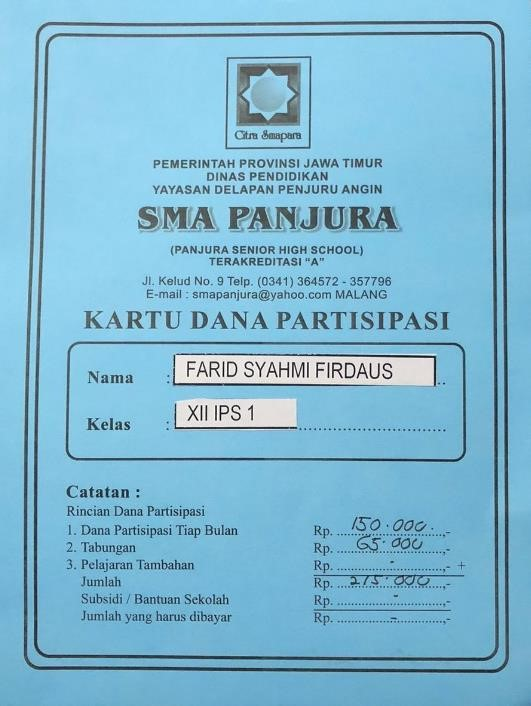 Citra Smapara
PEMERINTAH PROVINSI JAWA TIMUR
DINAS PENDIDIKAN
YAYASAN DELAPAN PENJURU ANGIN
SMA PANJURA
(PANJURA SENIOR HIGH SCHOOL)
TERAKREDITASI "A"
Jl. Kelud No. 9 Telp. (0341) 364572 - 357796
E-mail : smapanjura@yahoo.com MALANG
KARTU DANA PARTISIPASI
Nama : FARID SYAHMI FIRDAUS
Kelas : XII IPS 1
Catatan :
Rincian Dana Partisipasi
1. Dana Partisipasi Tiap Bulan Rp. 150.000.,-
2. Tabungan Rp. 65.000,-
3. Pelajaran Tambahan Rp. -,- +
Jumlah Rp. 215.000,-
Subsidi / Bantuan Sekolah Rp. -,-
Jumlah yang harus dibayar Rp. -,-